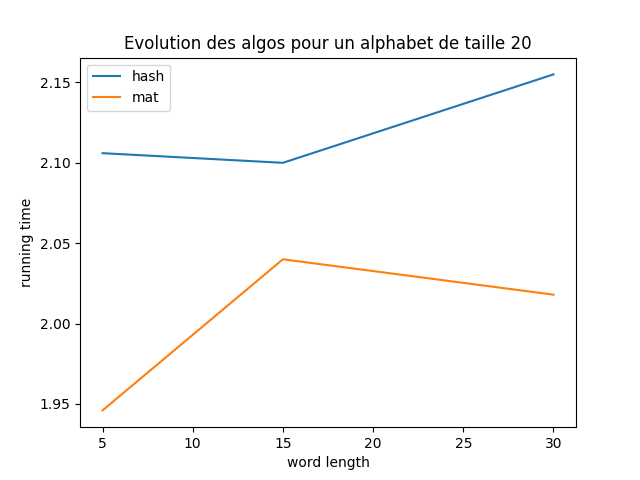 Evolution des algos pour un alphabet de taille 20
hash
mat
2.15
2.10
2.05
2.00
1.95
running time
5 10 15 20 25 30
word length